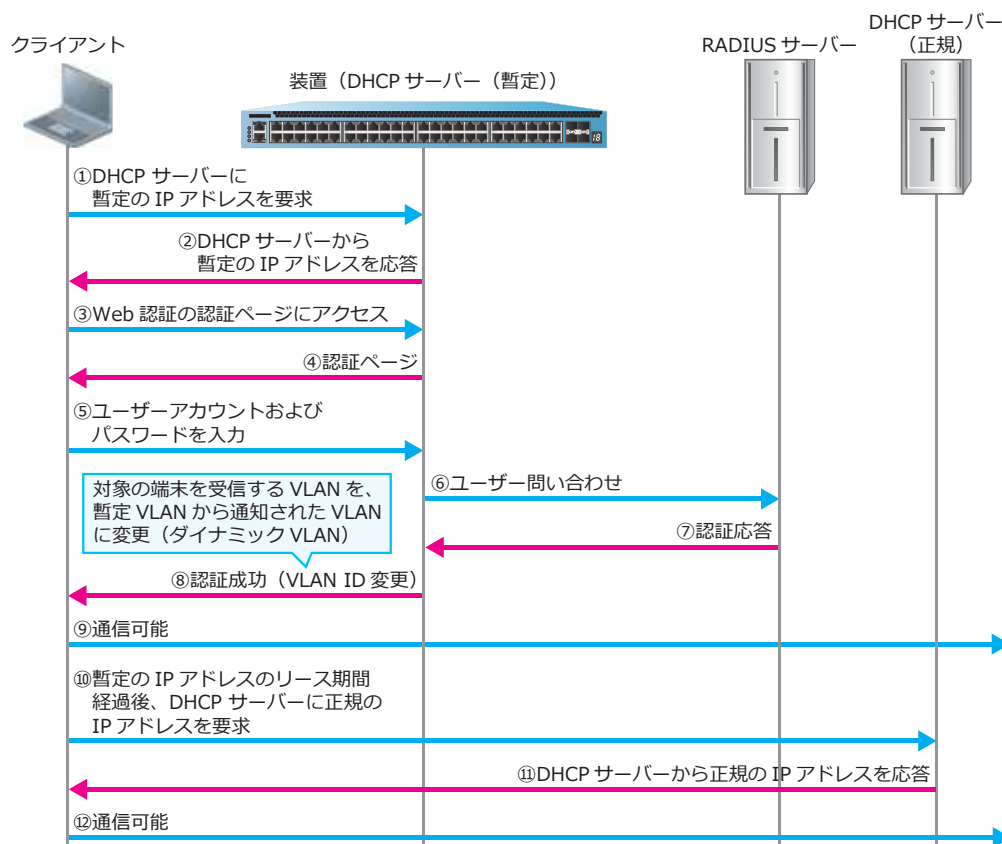 クライアント
装置（DHCP サーバー（暫定））
RADIUS サーバー
DHCP サーバー
（正規）
18
①DHCP サーバーに
暫定の IP アドレスを要求
②DHCP サーバーから
暫定の IP アドレスを応答
③Web 認証の認証ページにアクセス
④認証ページ
⑤ユーザーアカウントおよび
パスワードを入力
対象の端末を受信する VLAN を、
暫定 VLAN から通知された VLAN
に変更（ダイナミック VLAN）
⑥ユーザー問い合わせ
⑦認証応答
⑧認証成功（VLAN ID 変更）
⑨通信可能
⑩暫定の IP アドレスのリース期間
経過後、DHCP サーバーに正規の
IP アドレスを要求
⑪DHCP サーバーから正規の IP アドレスを応答
⑫通信可能